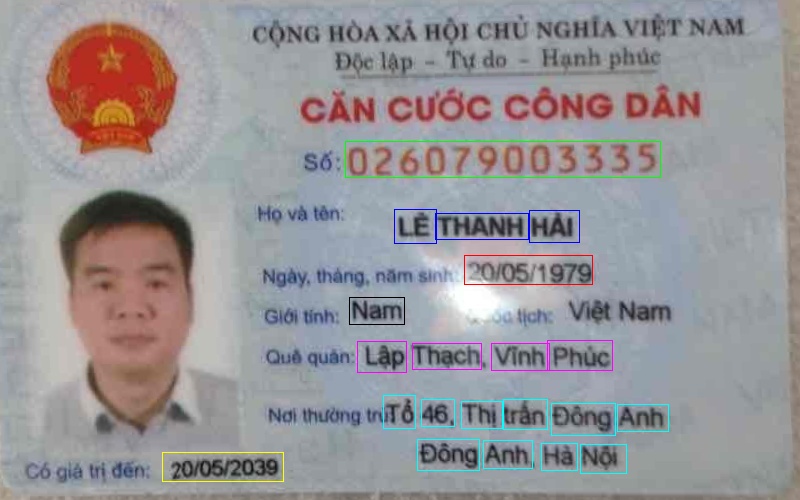 CỘNG HÒA XÃ HỘI CHỦ NGHĨA VIỆT NAM
Độc lập - Tự do - Hạnh phúc
CĂN CƯỚC CÔNG DÂN
Số: 026079003335
Họ và tên: LÊ THANH HẢI
Ngày, tháng, năm sinh: 20/05/1979
Giới tính: Nam Quốc tịch: Việt Nam
Quê quán: Lập Thạch, Vĩnh Phúc
Nơi thường trú: Tổ 46, Thị trấn Đông Anh
Đông Anh, Hà Nội
Có giá trị đến: 20/05/2039